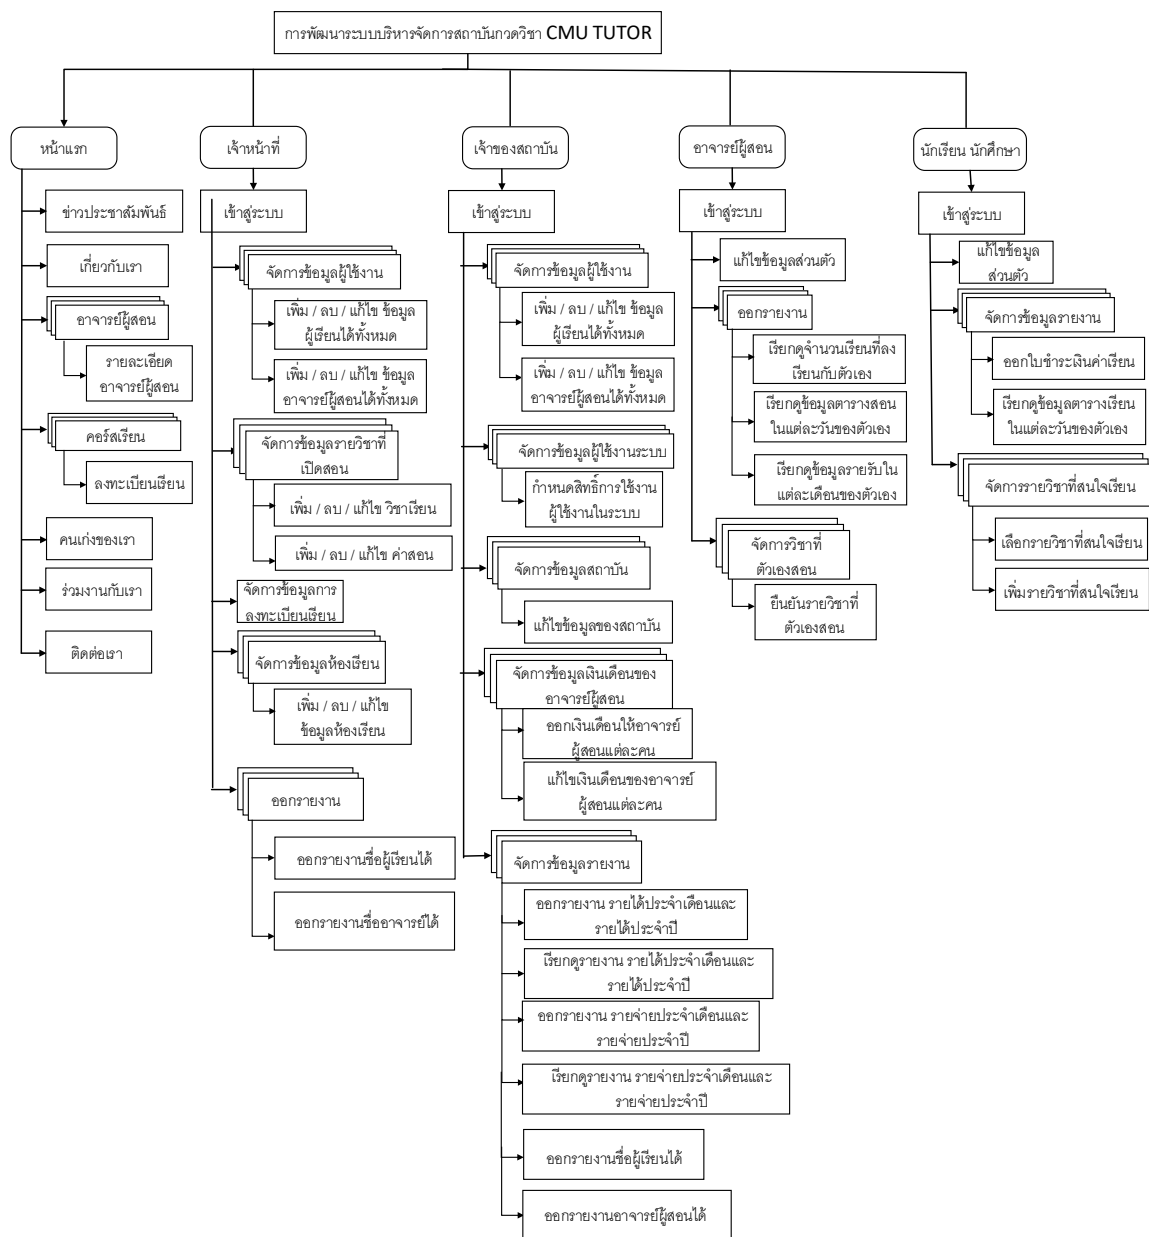 การพัฒนาระบบบริหารจัดการสถาบันกวดวิชา CMU TUTOR
หน้าแรก
ข่าวประชาสัมพันธ์
เกี่ยวกับเรา
อาจารย์ผู้สอน
รายละเอียด
อาจารย์ผู้สอน
คอร์สเรียน
ลงทะเบียนเรียน
คนเก่งของเรา
ร่วมงานกับเรา
ติดต่อเรา
เจ้าหน้าที่
เข้าสู่ระบบ
จัดการข้อมูลผู้ใช้งาน
เพิ่ม / ลบ / แก้ไข ข้อมูล
ผู้เรียนได้ทั้งหมด
เพิ่ม / ลบ / แก้ไข ข้อมูล
อาจารย์ผู้สอนได้ทั้งหมด
จัดการข้อมูลรายวิชาที่
เปิดสอน
เพิ่ม / ลบ / แก้ไข วิชาเรียน
เพิ่ม / ลบ / แก้ไข ค่าสอน
จัดการข้อมูลการ
ลงทะเบียนเรียน
จัดการข้อมูลห้องเรียน
เพิ่ม / ลบ / แก้ไข
ข้อมูลห้องเรียน
ออกรายงาน
ออกรายงานชื่อผู้เรียนได้
ออกรายงานชื่ออาจารย์ได้
เจ้าของสถาบัน
เข้าสู่ระบบ
จัดการข้อมูลผู้ใช้งาน
เพิ่ม / ลบ / แก้ไข ข้อมูล
ผู้เรียนได้ทั้งหมด
เพิ่ม / ลบ / แก้ไข ข้อมูล
อาจารย์ผู้สอนได้ทั้งหมด
จัดการข้อมูลผู้ใช้งานระบบ
กำหนดสิทธิ์การใช้งาน
ผู้ใช้งานในระบบ
จัดการข้อมูลสถาบัน
แก้ไขข้อมูลของสถาบัน
จัดการข้อมูลเงินเดือนของ
อาจารย์ผู้สอน
ออกเงินเดือนให้อาจารย์
ผู้สอนแต่ละคน
แก้ไขเงินเดือนของอาจารย์
ผู้สอนแต่ละคน
จัดการข้อมูลรายงาน
ออกรายงาน รายได้ประจำเดือนและ
รายได้ประจำปี
เรียกดูรายงาน รายได้ประจำเดือนและ
รายได้ประจำปี
ออกรายงาน รายจ่ายประจำเดือนและ
รายจ่ายประจำปี
เรียกดูรายงาน รายจ่ายประจำเดือนและ
รายจ่ายประจำปี
ออกรายงานชื่อผู้เรียนได้
ออกรายงานอาจารย์ผู้สอนได้
อาจารย์ผู้สอน
เข้าสู่ระบบ
แก้ไขข้อมูลส่วนตัว
ออกรายงาน
เรียกดูจำนวนเรียนที่ลง
เรียนกับตัวเอง
เรียกดูข้อมูลตารางสอน
ในแต่ละวันของตัวเอง
เรียกดูข้อมูลรายรับใน
แต่ละเดือนของตัวเอง
จัดการวิชาที่
ตัวเองสอน
ยืนยันรายวิชาที่
ตัวเองสอน
นักเรียน นักศึกษา
เข้าสู่ระบบ
แก้ไขข้อมูล
ส่วนตัว
จัดการข้อมูลรายงาน
ออกใบชำระเงินค่าเรียน
เรียกดูข้อมูลตารางเรียน
ในแต่ละวันของตัวเอง
จัดการรายวิชาที่สนใจเรียน
เลือกรายวิชาที่สนใจเรียน
เพิ่มรายวิชาที่สนใจเรียน